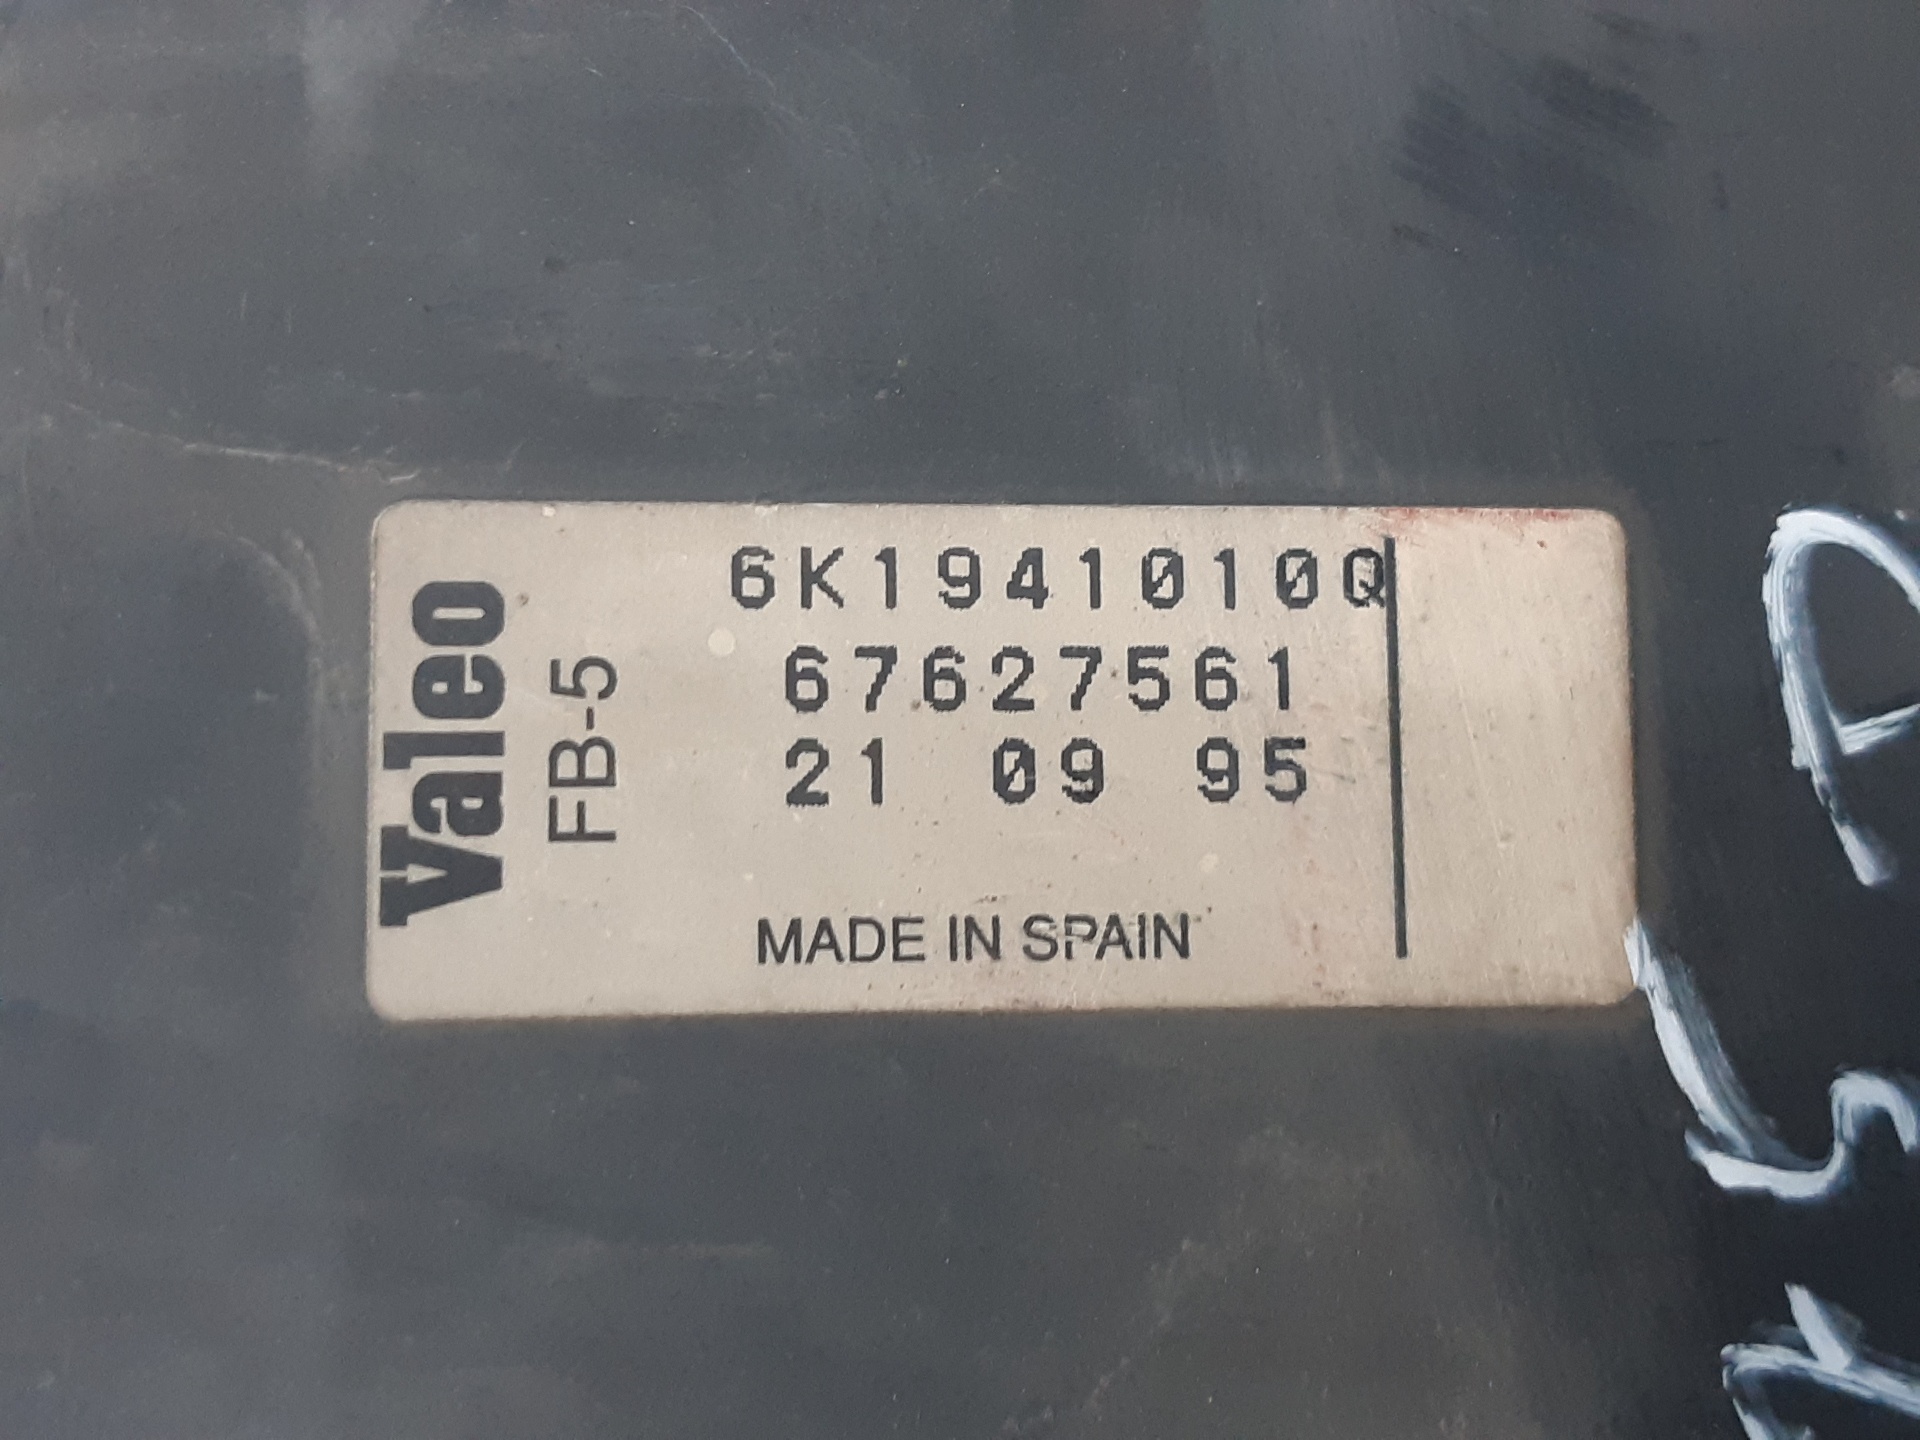 Valeo
FB-5
6K1941010Q
67627561
21 09 95
MADE IN SPAIN